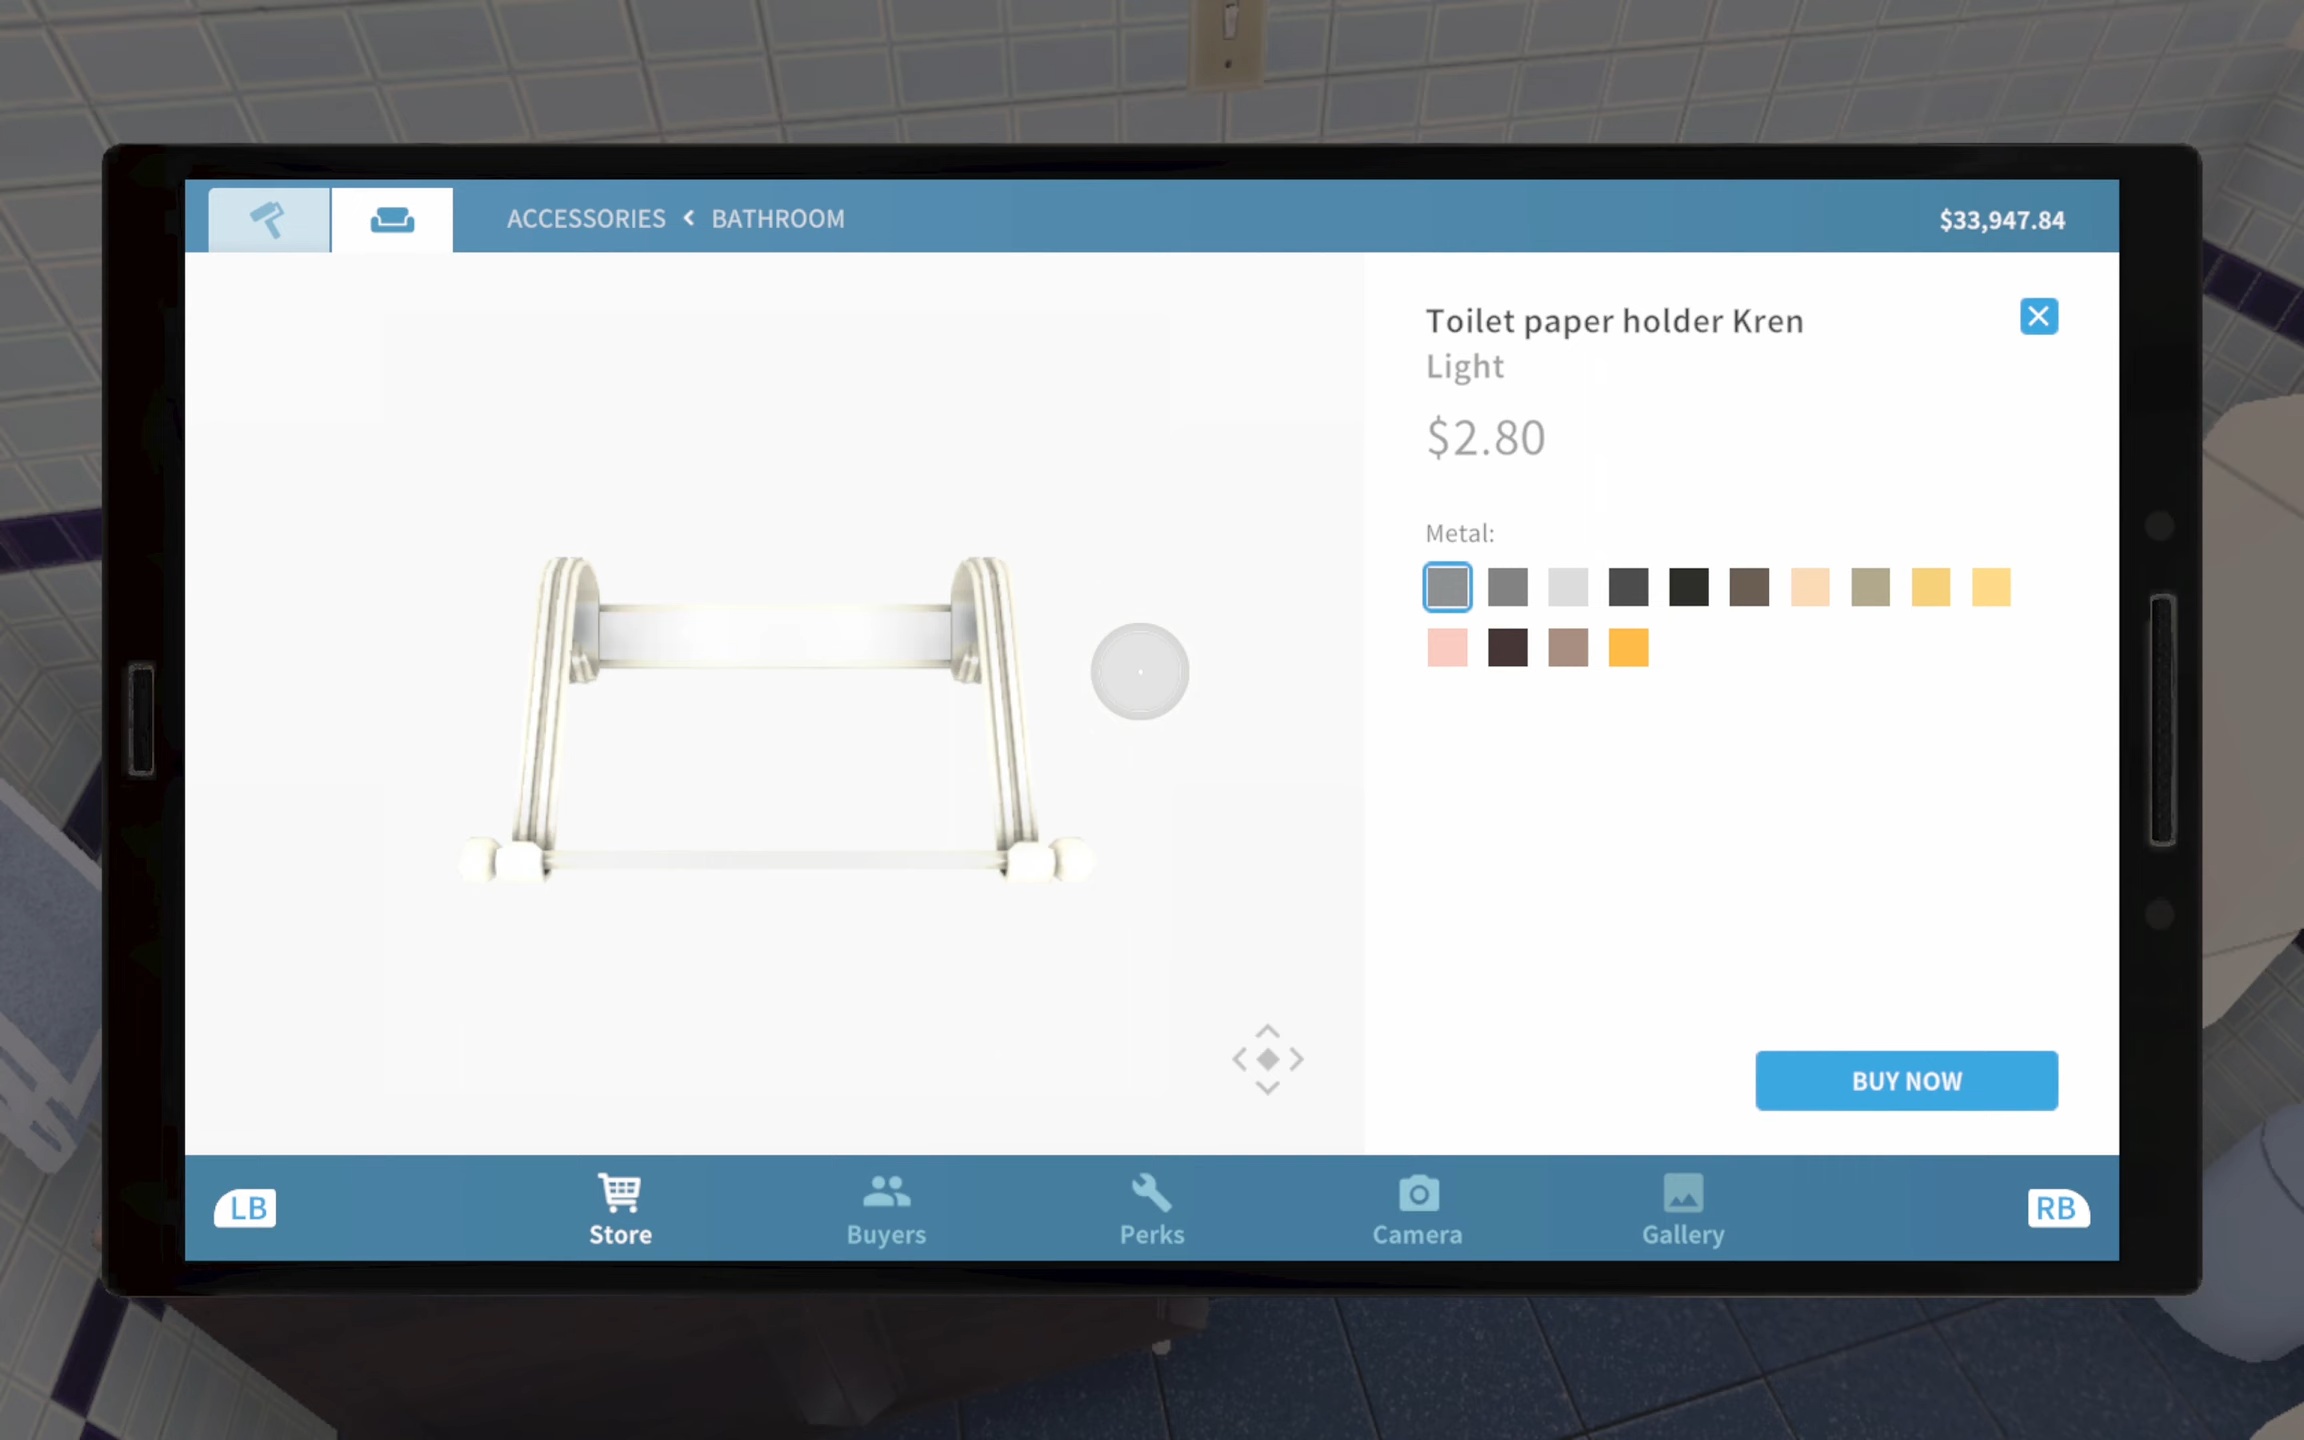 ACCESSORIES < BATHROOM
$33,947.84
Toilet paper holder Kren
Light
$2.80
Metal:
BUY NOW
LB
Store
Buyers
Perks
Camera
Gallery
RB